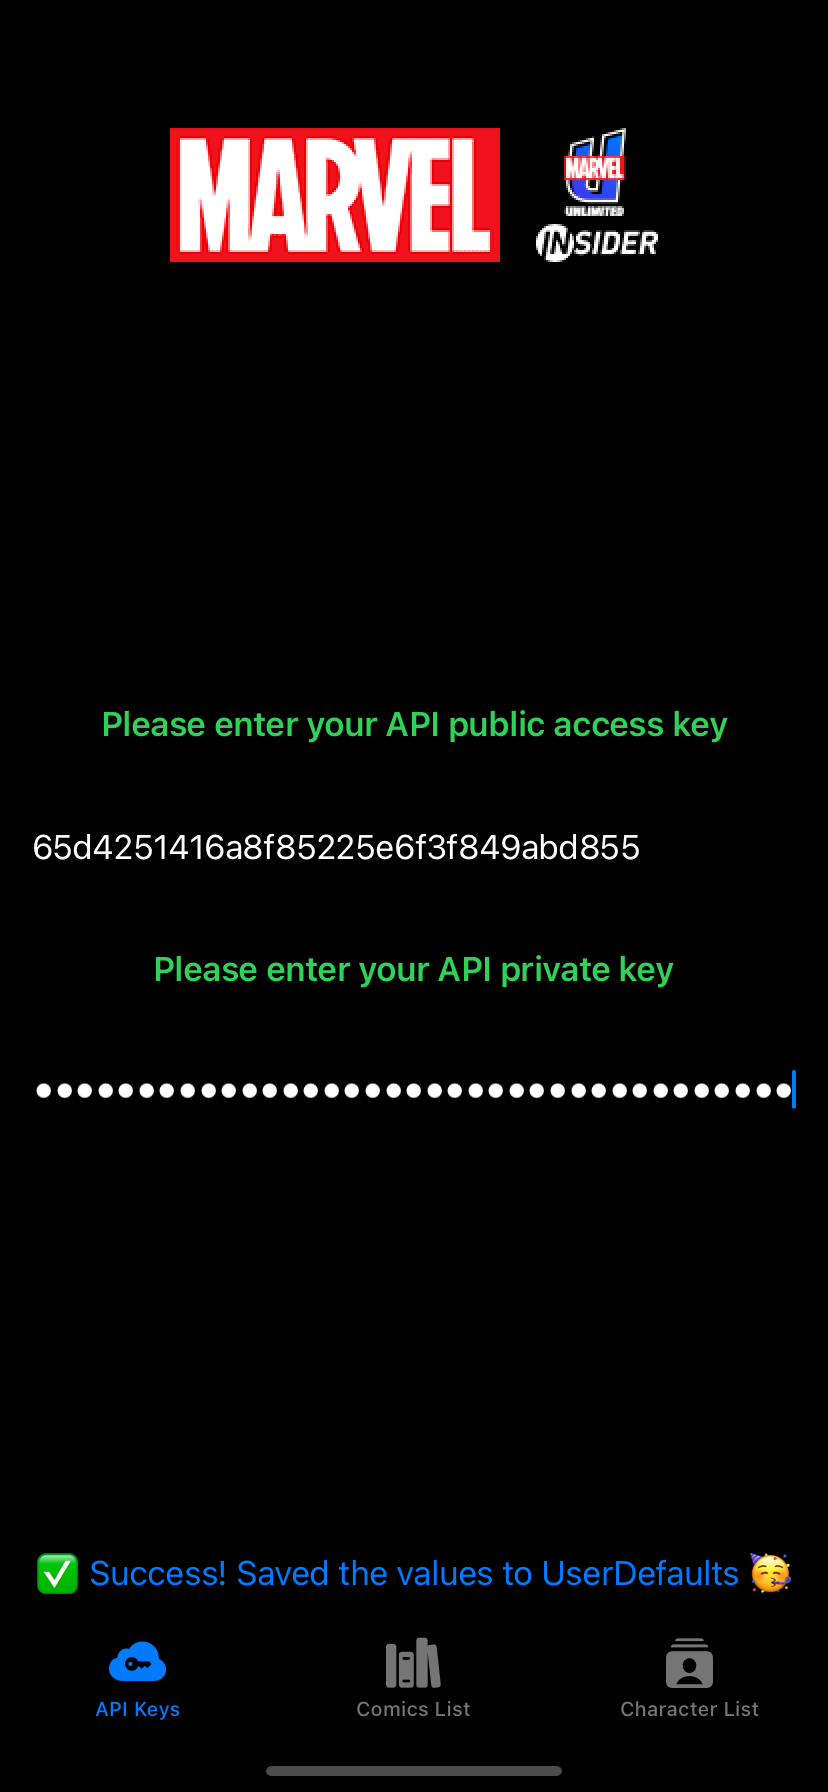 MARVEL
MARVEL
UNLIMITED
INSIDER
Please enter your API public access key
65d4251416a8f85225e6f3f849abd855
Please enter your API private key
•••••••••••••••••••••••••••••••••••••
✅ Success! Saved the values to UserDefaults 🥳
API Keys
Comics List
Character List